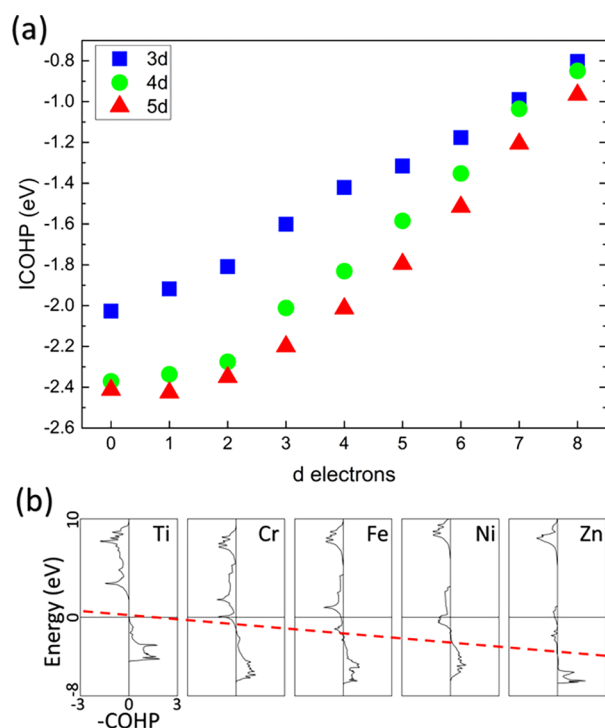 (a)
3d
4d
5d
-0.8
-1.0
-1.2
-1.4
-1.6
-1.8
-2.0
-2.2
-2.4
-2.6
ICOHP (eV)
0 1 2 3 4 5 6 7 8
d electrons
(b)
Ti Cr Fe Ni Zn
10
0
-8
Energy (eV)
-3 0 3
-COHP